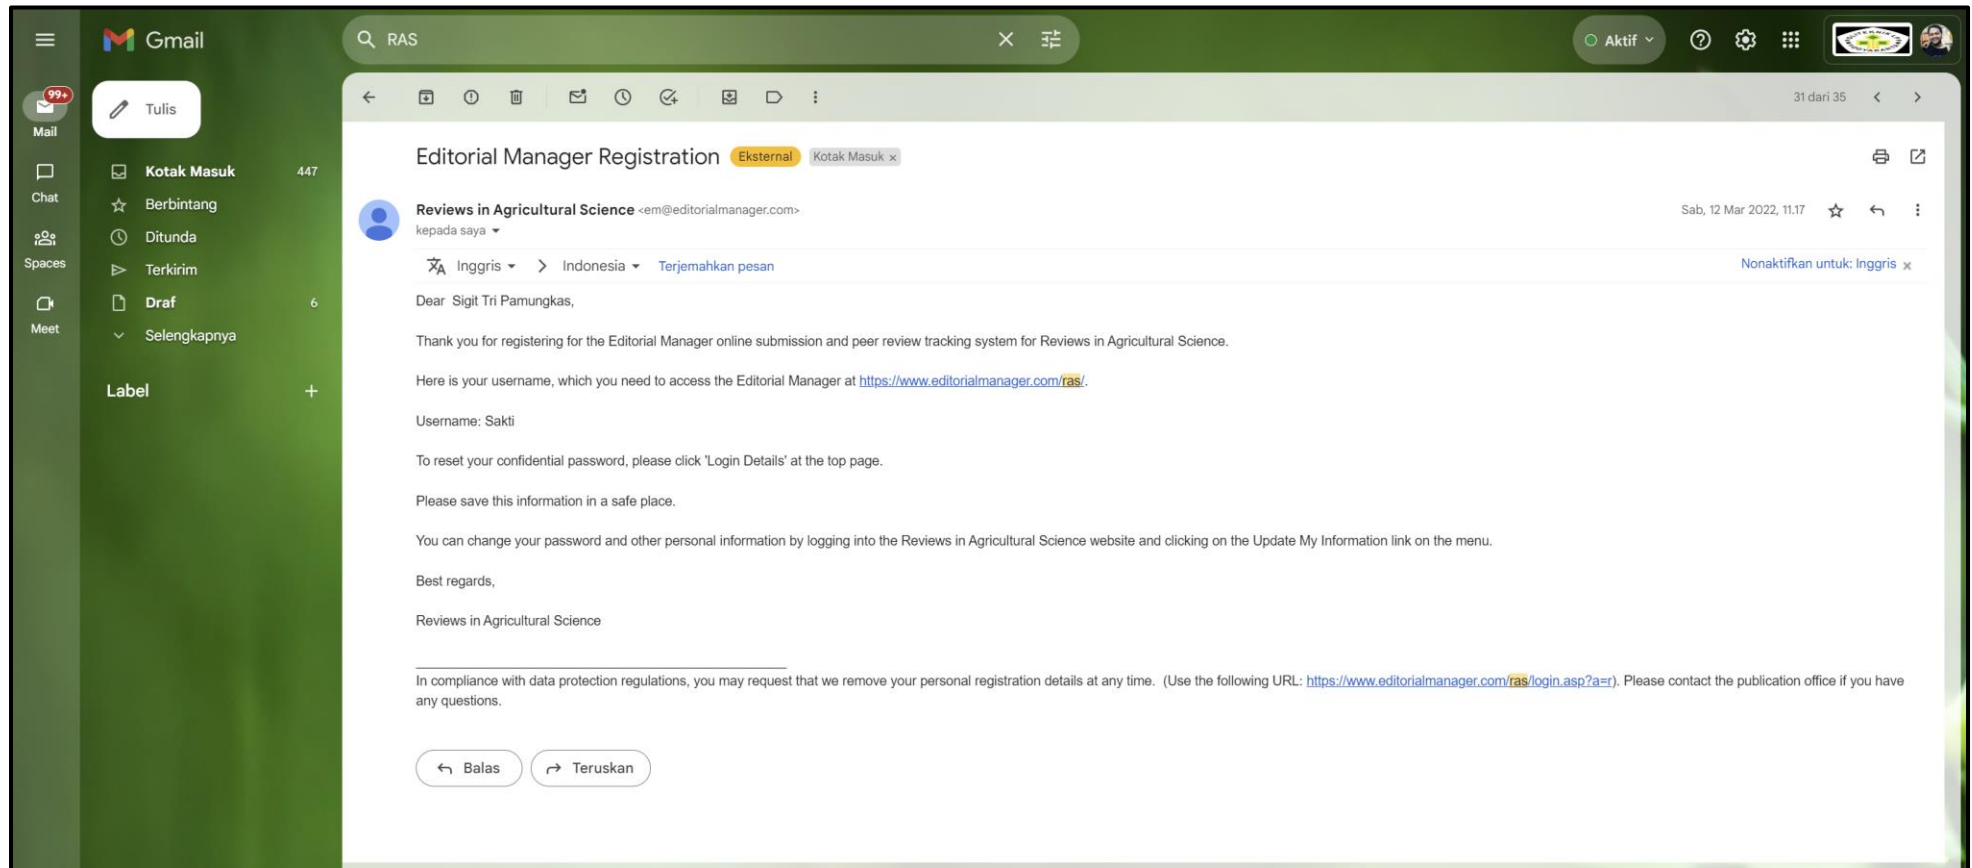 Gmail
RAS
Aktif
99+
Mail
Tulis
31 dari 35
Chat
Kotak Masuk 447
Berbintang
Spaces
Ditunda
Terkirim
Meet
Draf 6
Selengkapnya
Label +
Editorial Manager Registration Eksternal Kotak Masuk x
Reviews in Agricultural Science <em@editorialmanager.com>
Sab, 12 Mar 2022, 11.17
kepada saya
Inggris > Indonesia Terjemahkan pesan
Nonaktifkan untuk: Inggris x
Dear Sigit Tri Pamungkas,
Thank you for registering for the Editorial Manager online submission and peer review tracking system for Reviews in Agricultural Science.
Here is your username, which you need to access the Editorial Manager at https://www.editorialmanager.com/ras/.
Username: Sakti
To reset your confidential password, please click 'Login Details' at the top page.
Please save this information in a safe place.
You can change your password and other personal information by logging into the Reviews in Agricultural Science website and clicking on the Update My Information link on the menu.
Best regards,
Reviews in Agricultural Science
In compliance with data protection regulations, you may request that we remove your personal registration details at any time. (Use the following URL: https://www.editorialmanager.com/ras/login.asp?a=r). Please contact the publication office if you have
any questions.
Balas
Teruskan